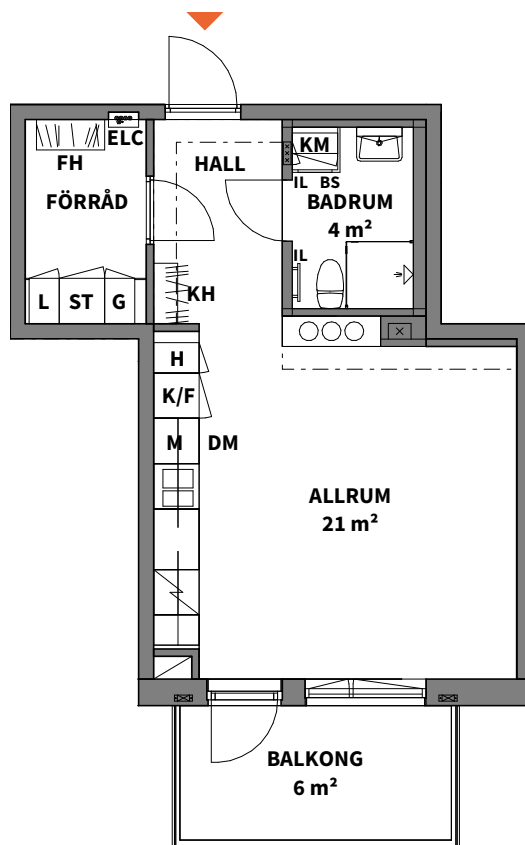 ELC
FH
HALL
KM
FÖRRÅD
IL BS
BADRUM
4 m²
IL
L ST G
KH
H
K/F
M DM
ALLRUM
21 m²
BALKONG
6 m²